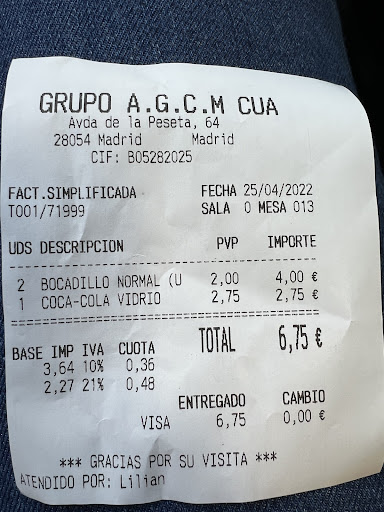 GRUPO A.G.C.M CUA
Avda de la Peseta, 64
28054 Madrid Madrid
CIF: B05282025
FACT.SIMPLIFICADA FECHA 25/04/2022
T001/71999 SALA 0 MESA 013
UDS DESCRIPCION PVP IMPORTE
2 BOCADILLO NORMAL (U 2,00 4,00 €
1 COCA-COLA VIDRIO 2,75 2,75 €
TOTAL 6,75 €
BASE IMP IVA CUOTA
3,64 10% 0,36
2,27 21% 0,48
ENTREGADO CAMBIO
VISA 6,75 0,00 €
*** GRACIAS POR SU VISITA ***
ATENDIDO POR: Lilian